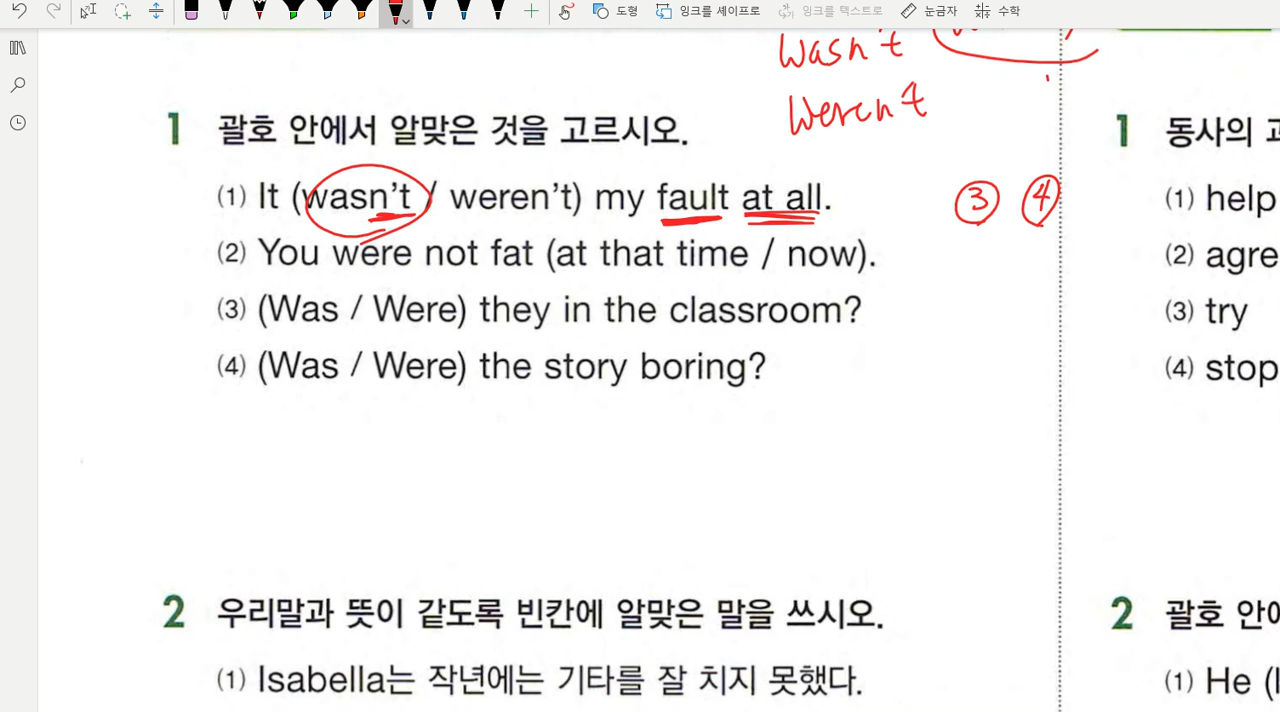 도형 잉크를 셰이프로 잉크를 텍스트로 눈금자 수학
wasn't
weren't
1 괄호 안에서 알맞은 것을 고르시오.
(1) It (wasn't / weren't) my fault at all.
③ ④
(2) You were not fat (at that time / now).
(3) (Was / Were) they in the classroom?
(4) (Was / Were) the story boring?
2 우리말과 뜻이 같도록 빈칸에 알맞은 말을 쓰시오.
(1) Isabella는 작년에는 기타를 잘 치지 못했다.
1 동사의
(1) help
(2) agre
(3) try
(4) stop
2 괄호
(1) He